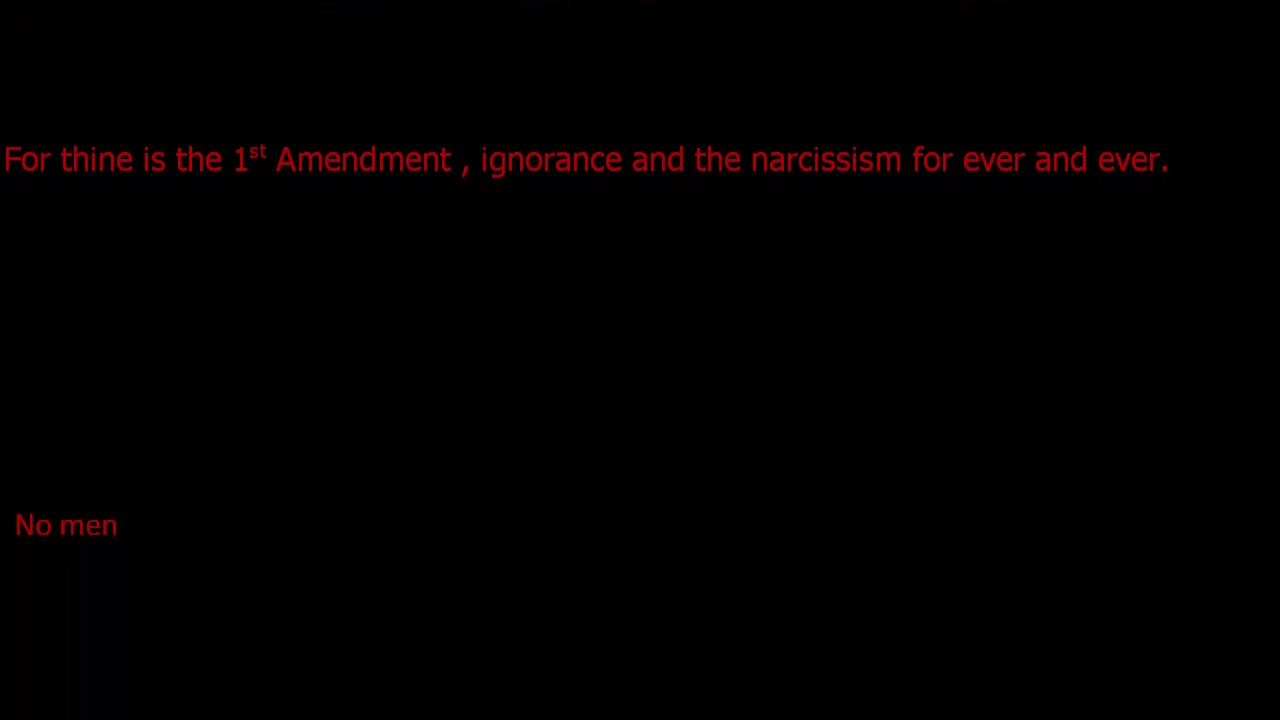 For thine is the 1st Amendment , ignorance and the narcissism for ever and ever.
No men